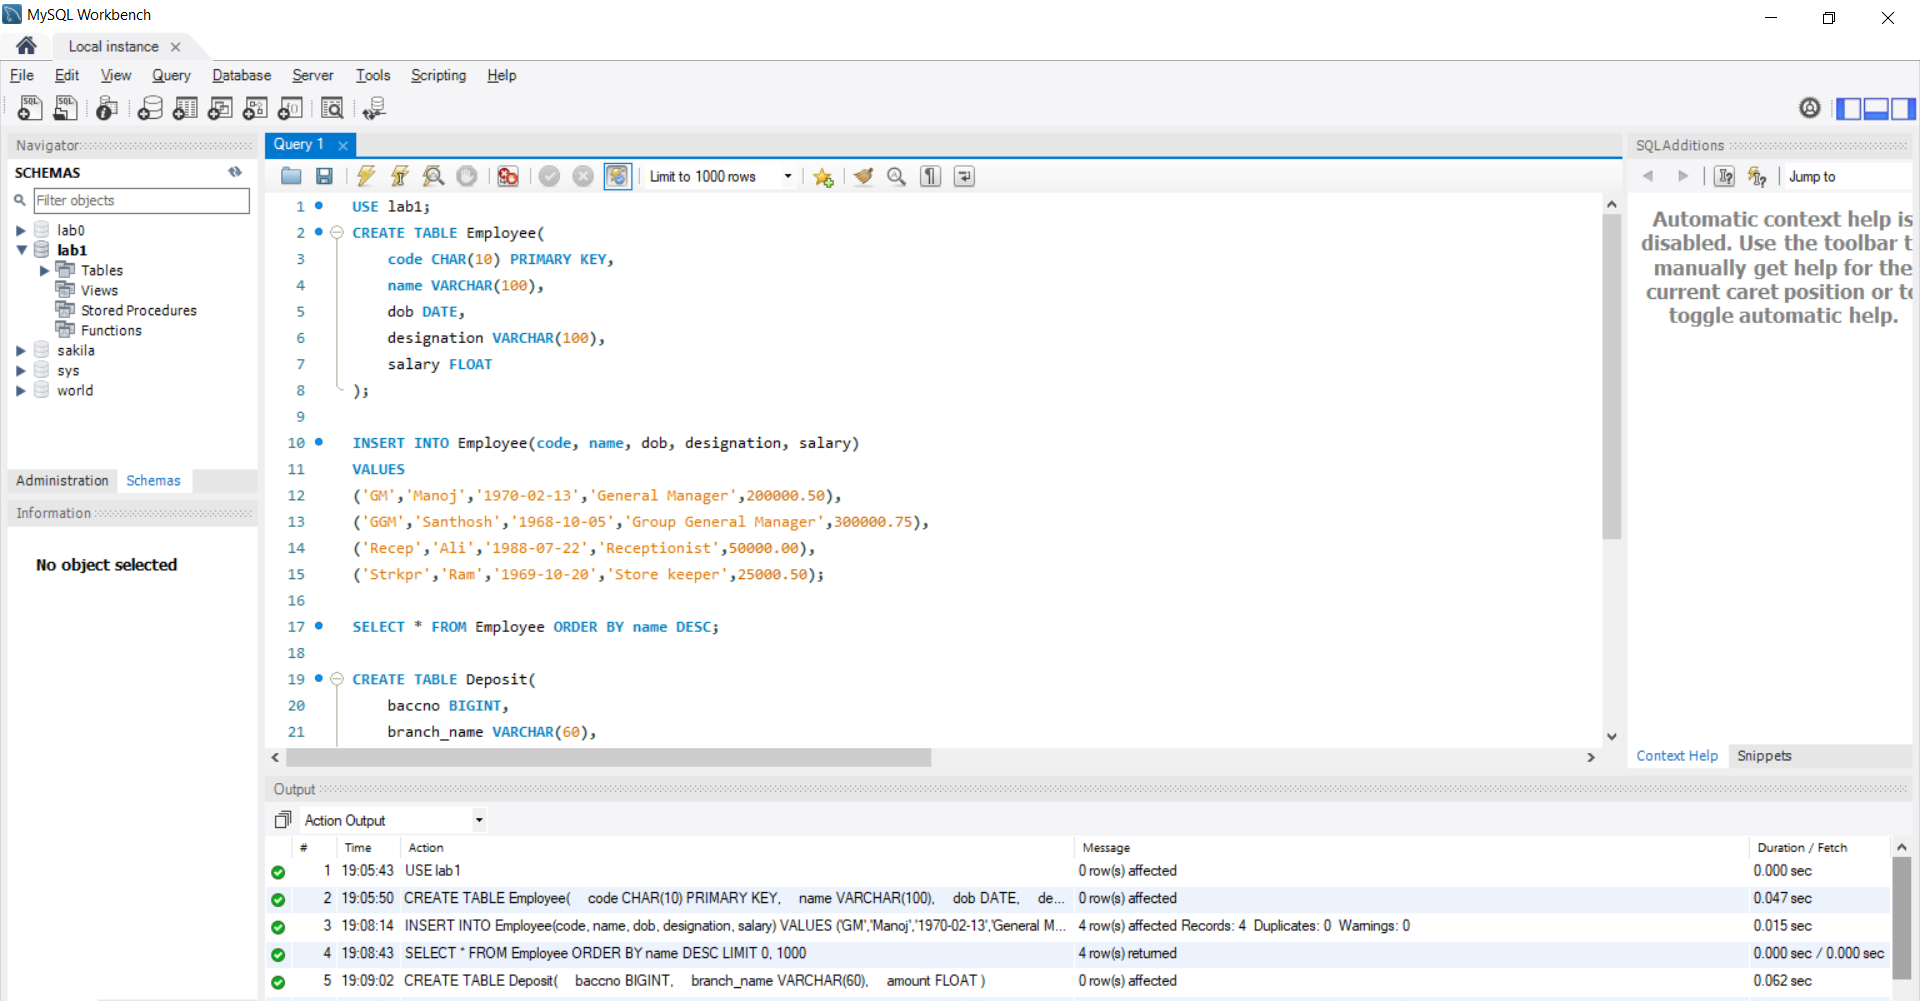 MySQL Workbench
Local instance
File Edit View Query Database Server Tools Scripting Help
Navigator
SCHEMAS
Filter objects
lab0
lab1
Tables
Views
Stored Procedures
Functions
sakila
sys
world
Administration Schemas
Information
No object selected
Query 1
Limit to 1000 rows
1 USE lab1;
2 CREATE TABLE Employee(
3 code CHAR(10) PRIMARY KEY,
4 name VARCHAR(100),
5 dob DATE,
6 designation VARCHAR(100),
7 salary FLOAT
8 );
9
10 INSERT INTO Employee(code, name, dob, designation, salary)
11 VALUES
12 ('GM','Manoj','1970-02-13','General Manager',200000.50),
13 ('GGM','Santhosh','1968-10-05','Group General Manager',300000.75),
14 ('Recep','Ali','1988-07-22','Receptionist',50000.00),
15 ('Strkpr','Ram','1969-10-20','Store keeper',25000.50);
16
17 SELECT * FROM Employee ORDER BY name DESC;
18
19 CREATE TABLE Deposit(
20 baccno BIGINT,
21 branch_name VARCHAR(60),
SQLAdditions
Jump to
Automatic context help is
disabled. Use the toolbar t
manually get help for the
current caret position or to
toggle automatic help.
Context Help Snippets
Output
Action Output
# Time Action Message Duration / Fetch
1 19:05:43 USE lab1 0 row(s) affected 0.000 sec
2 19:05:50 CREATE TABLE Employee( code CHAR(10) PRIMARY KEY, name VARCHAR(100), dob DATE, de... 0 row(s) affected 0.047 sec
3 19:08:14 INSERT INTO Employee(code, name, dob, designation, salary) VALUES ('GM','Manoj','1970-02-13','General M... 4 row(s) affected Records: 4 Duplicates: 0 Warnings: 0 0.015 sec
4 19:08:43 SELECT * FROM Employee ORDER BY name DESC LIMIT 0, 1000 4 row(s) returned 0.000 sec / 0.000 sec
5 19:09:02 CREATE TABLE Deposit( baccno BIGINT, branch_name VARCHAR(60), amount FLOAT ) 0 row(s) affected 0.062 sec